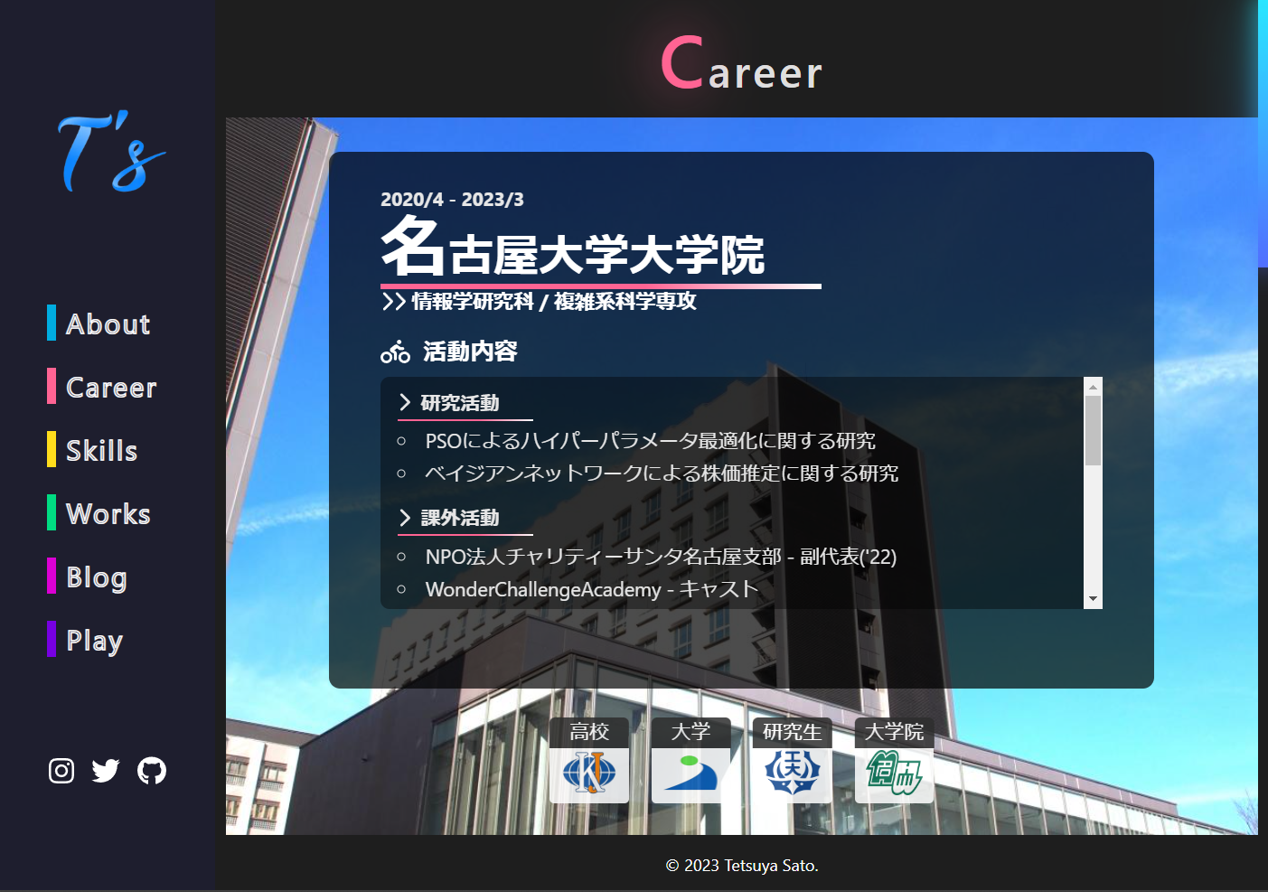 T's
About
Career
Skills
Works
Blog
Play
Career
2020/4 - 2023/3
名古屋大学大学院
情報学研究科 / 複雑系科学専攻
活動内容
研究活動
PSOによるハイパーパラメータ最適化に関する研究
ベイジアンネットワークによる株価推定に関する研究
課外活動
NPO法人チャリティーサンタ名古屋支部 - 副代表('22)
WonderChallengeAcademy - キャスト
高校
大学
研究生
大学院
© 2023 Tetsuya Sato.